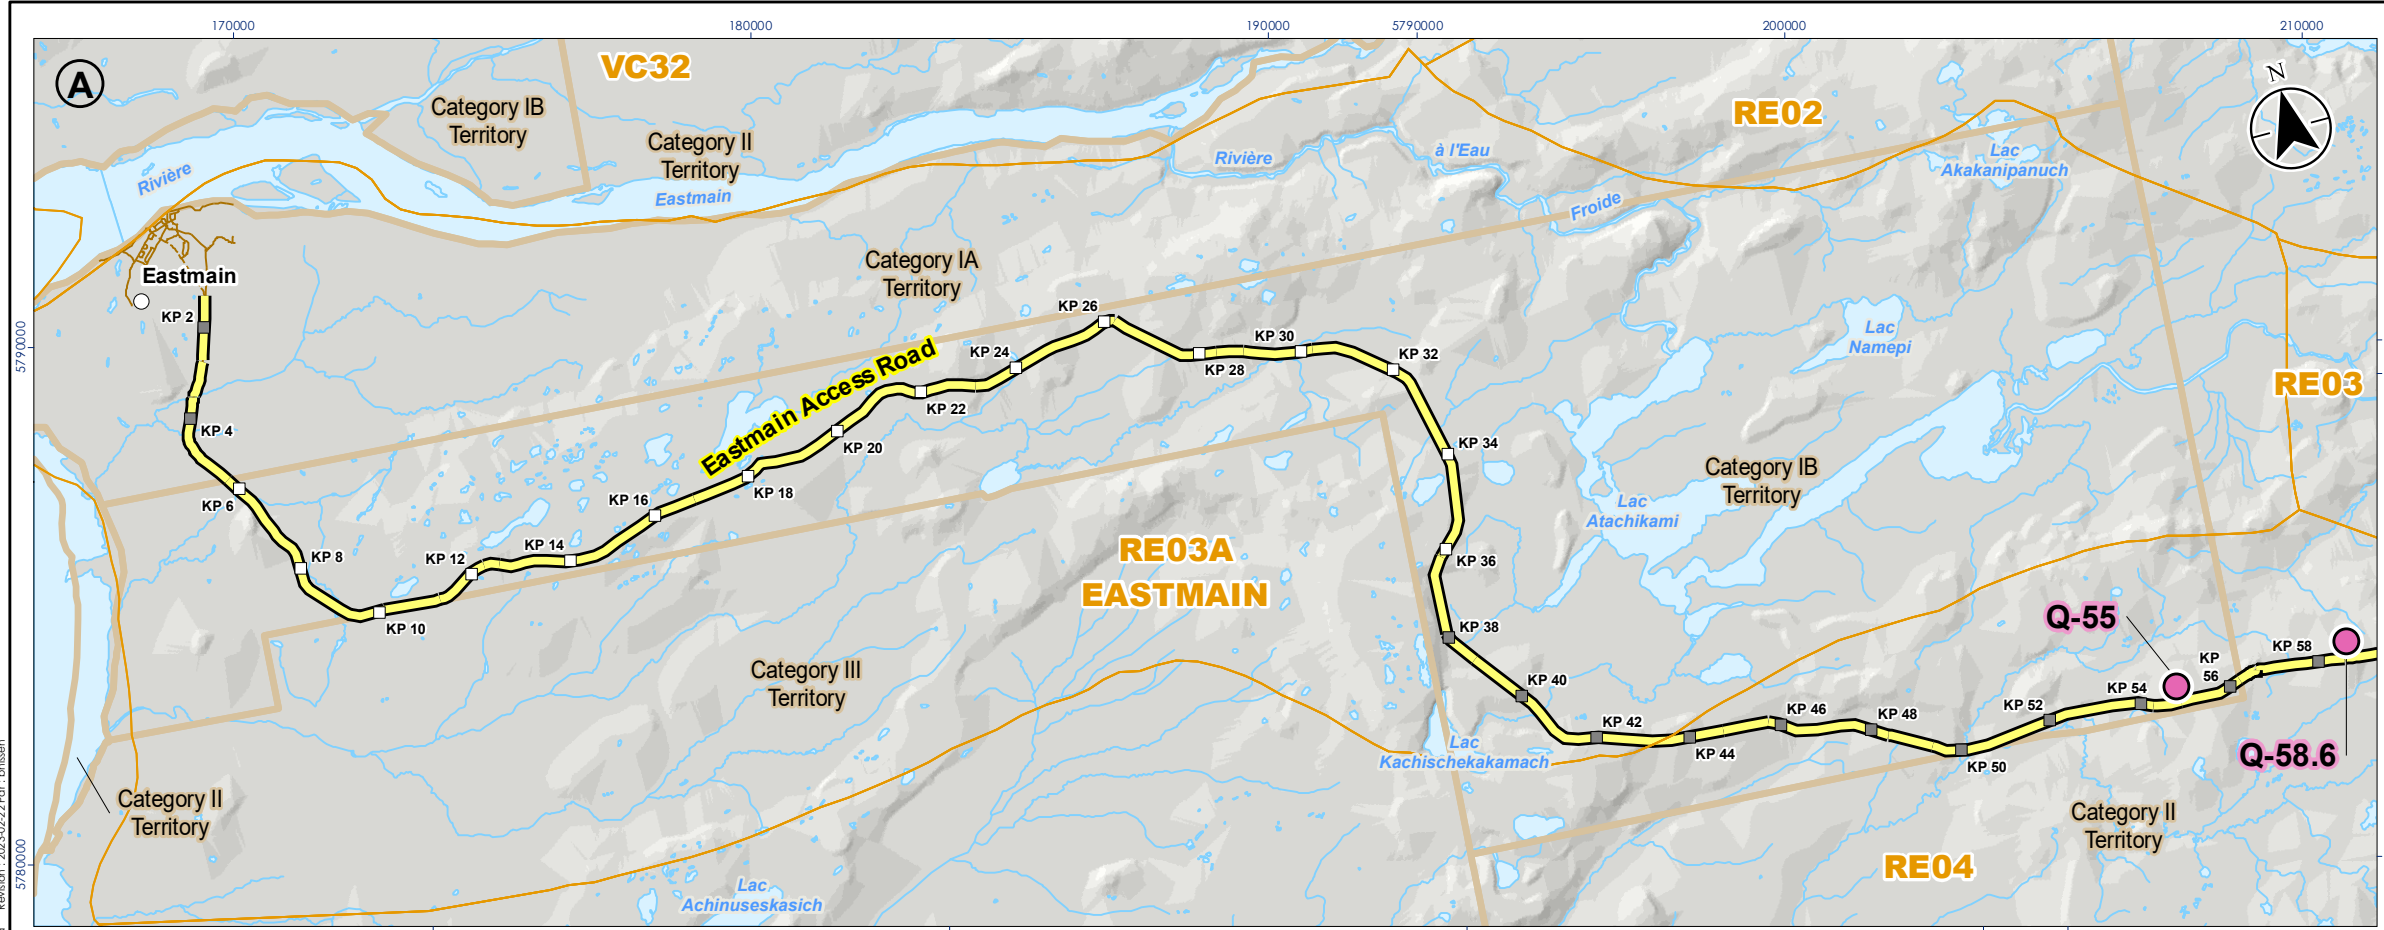 170000
180000
190000
5790000
200000
210000
A
VC32
Category IB
Territory
Category II
Territory
RE02
N
Rivière
Eastmain
Rivière
à l'Eau
Froide
Lac
Akakanipanuch
Eastmain
Category IA
Territory
KP 2
KP 4
KP 6
KP 8
KP 10
KP 12
KP 14
KP 16
KP 18
KP 20
KP 22
KP 24
KP 26
KP 28
KP 30
KP 32
KP 34
KP 36
KP 38
KP 40
KP 42
KP 44
KP 46
KP 48
KP 50
KP 52
KP 54
KP
56
KP 58
Eastmain Access Road
Lac
Namepi
RE03
Category IB
Territory
Lac
Atachikami
RE03A
EASTMAIN
Q-55
Q-58.6
Category III
Territory
Lac
Kachischekakamach
Category II
Territory
Category II
Territory
RE04
Lac
Achinuseskasich
5790000
5780000